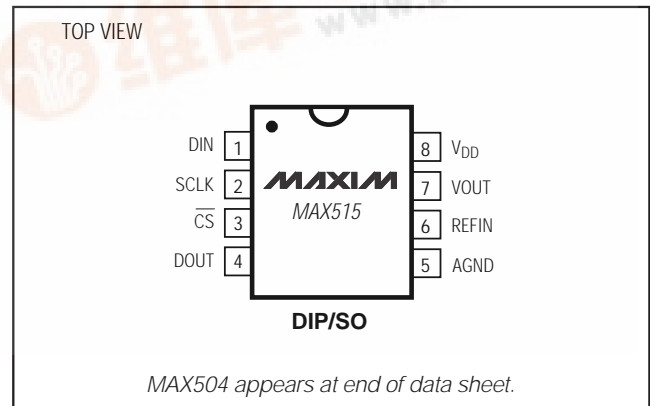 TOP VIEW
DIN 1
SCLK 2
CS 3
DOUT 4
8 VDD
7 VOUT
6 REFIN
5 AGND
MAXIM
MAX515
DIP/SO
MAX504 appears at end of data sheet.